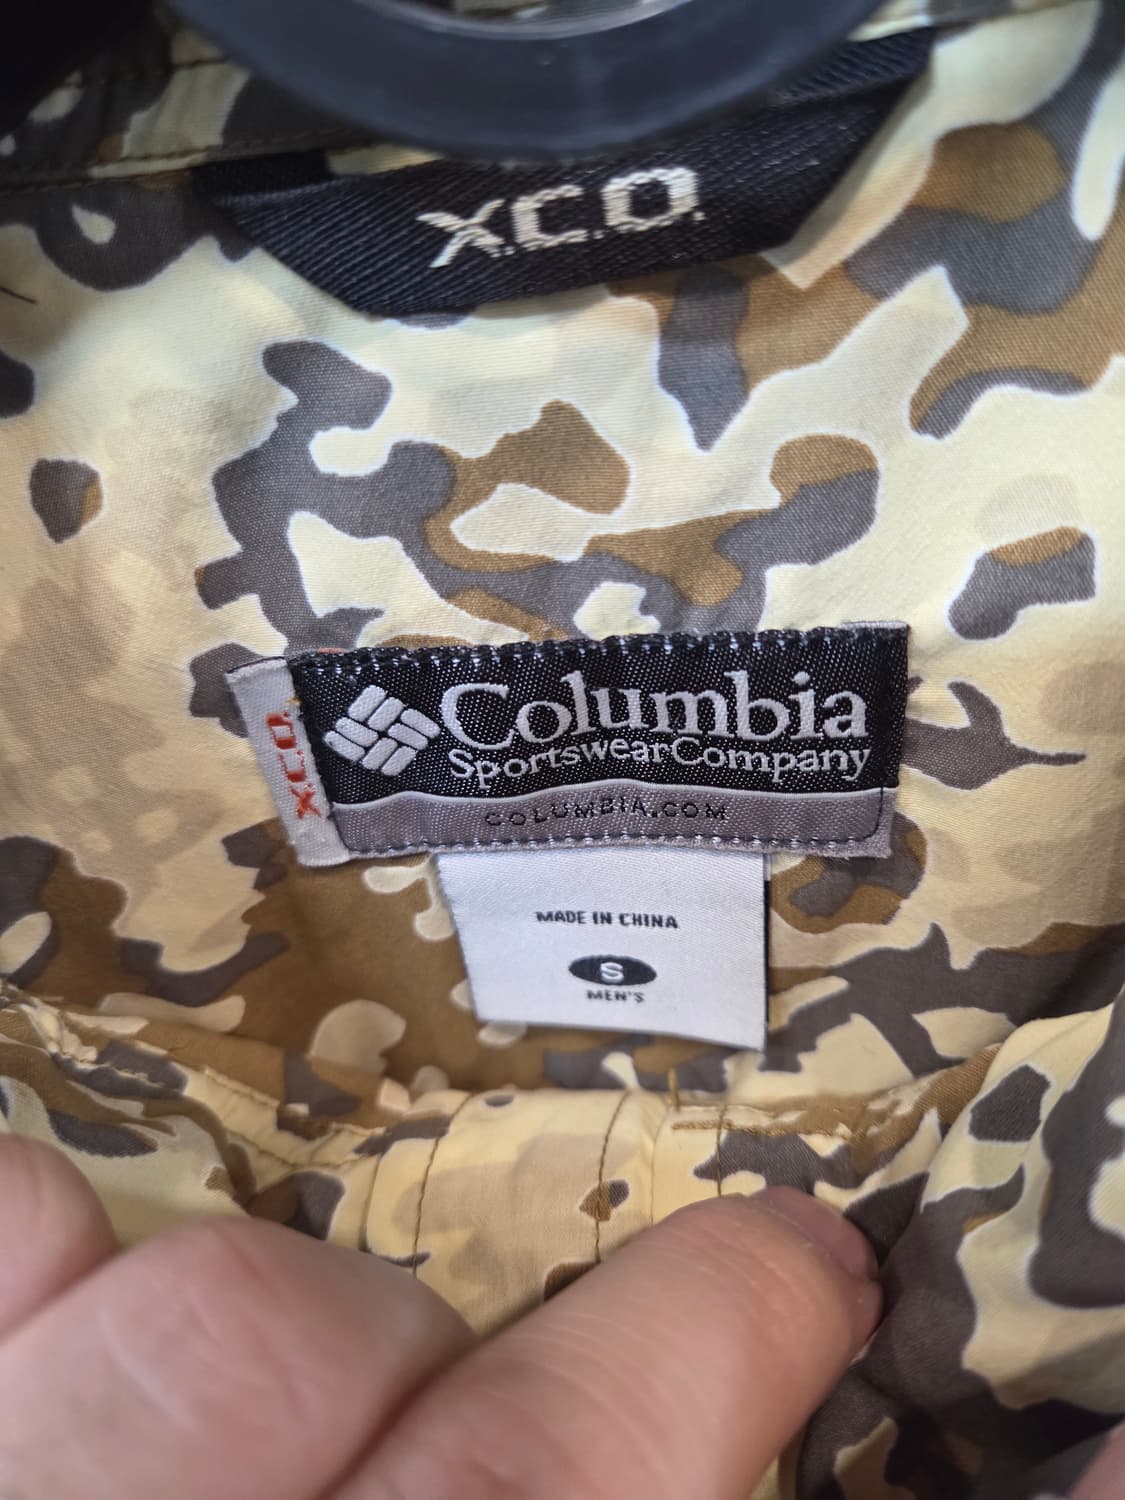 X.C.O.
Columbia
Sportswear Company
COLUMBIA.COM
X.C.O.
MADE IN CHINA
S
MEN'S